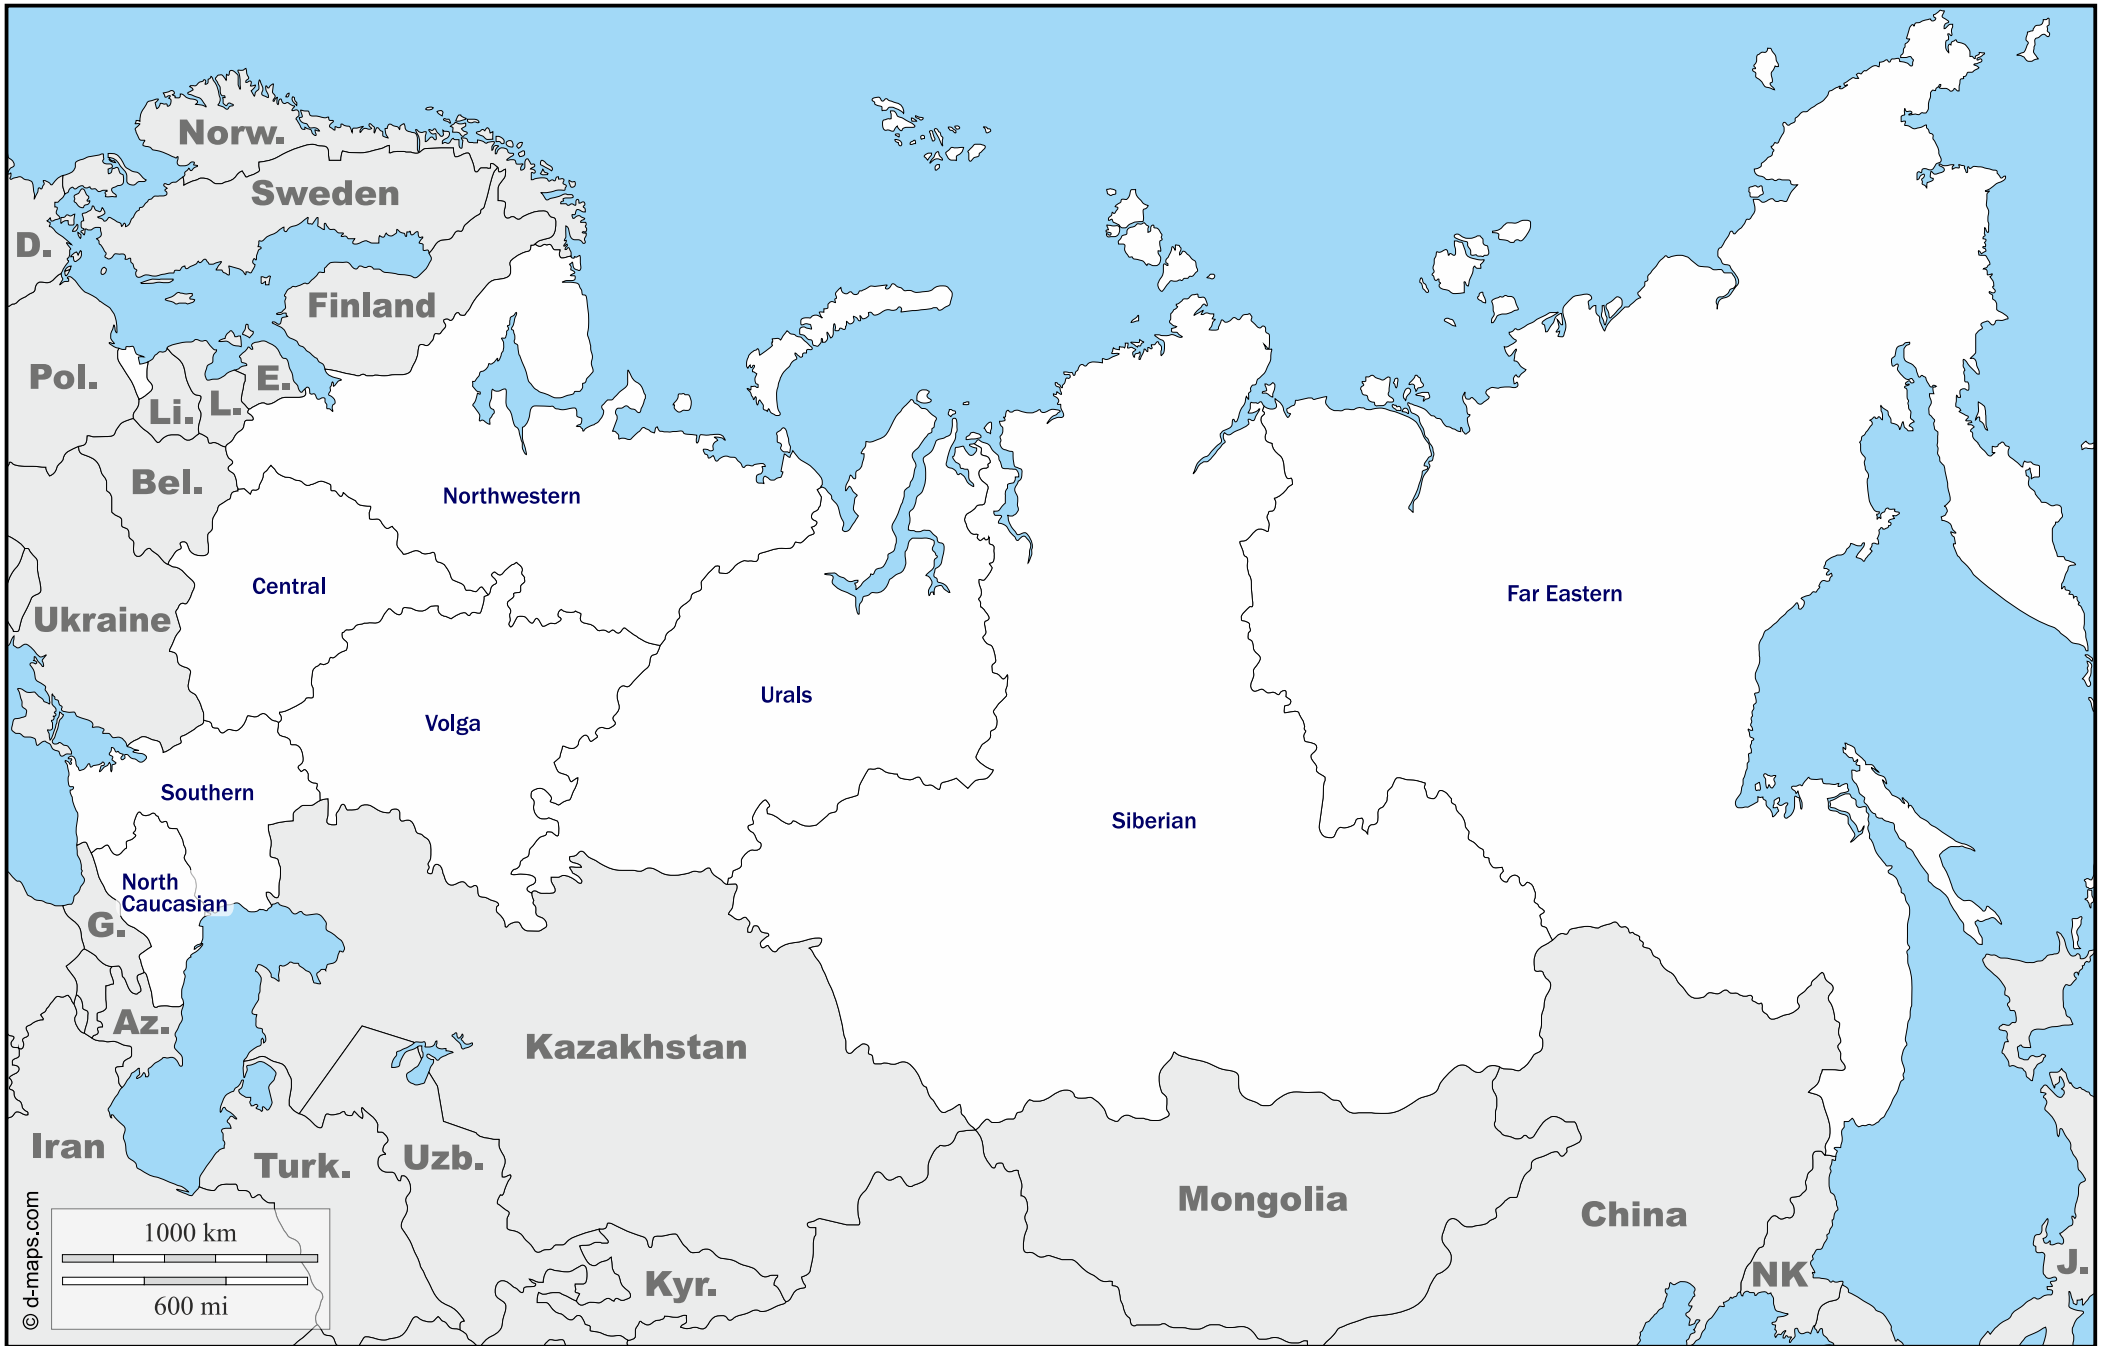 Norw.
Sweden
D.
Finland
Pol.
E.
Li.
L.
Bel.
Northwestern
Central
Far Eastern
Ukraine
Urals
Volga
Southern
Siberian
North
Caucasian
G.
Az.
Kazakhstan
Iran
Turk.
Uzb.
Mongolia
China
Kyr.
NK
J.
1000 km
600 mi
© d-maps.com